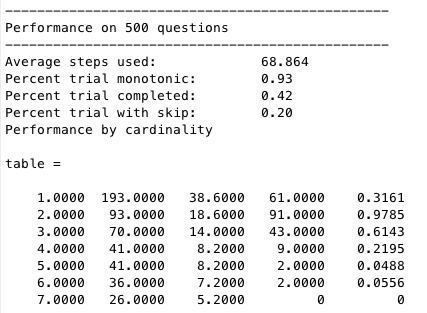 ------------------------------------------------
Performance on 500 questions
------------------------------------------------
Average steps used: 68.864
Percent trial monotonic: 0.93
Percent trial completed: 0.42
Percent trial with skip: 0.20
Performance by cardinality
table =
1.0000 193.0000 38.6000 61.0000 0.3161
2.0000 93.0000 18.6000 91.0000 0.9785
3.0000 70.0000 14.0000 43.0000 0.6143
4.0000 41.0000 8.2000 9.0000 0.2195
5.0000 41.0000 8.2000 2.0000 0.0488
6.0000 36.0000 7.2000 2.0000 0.0556
7.0000 26.0000 5.2000 0 0